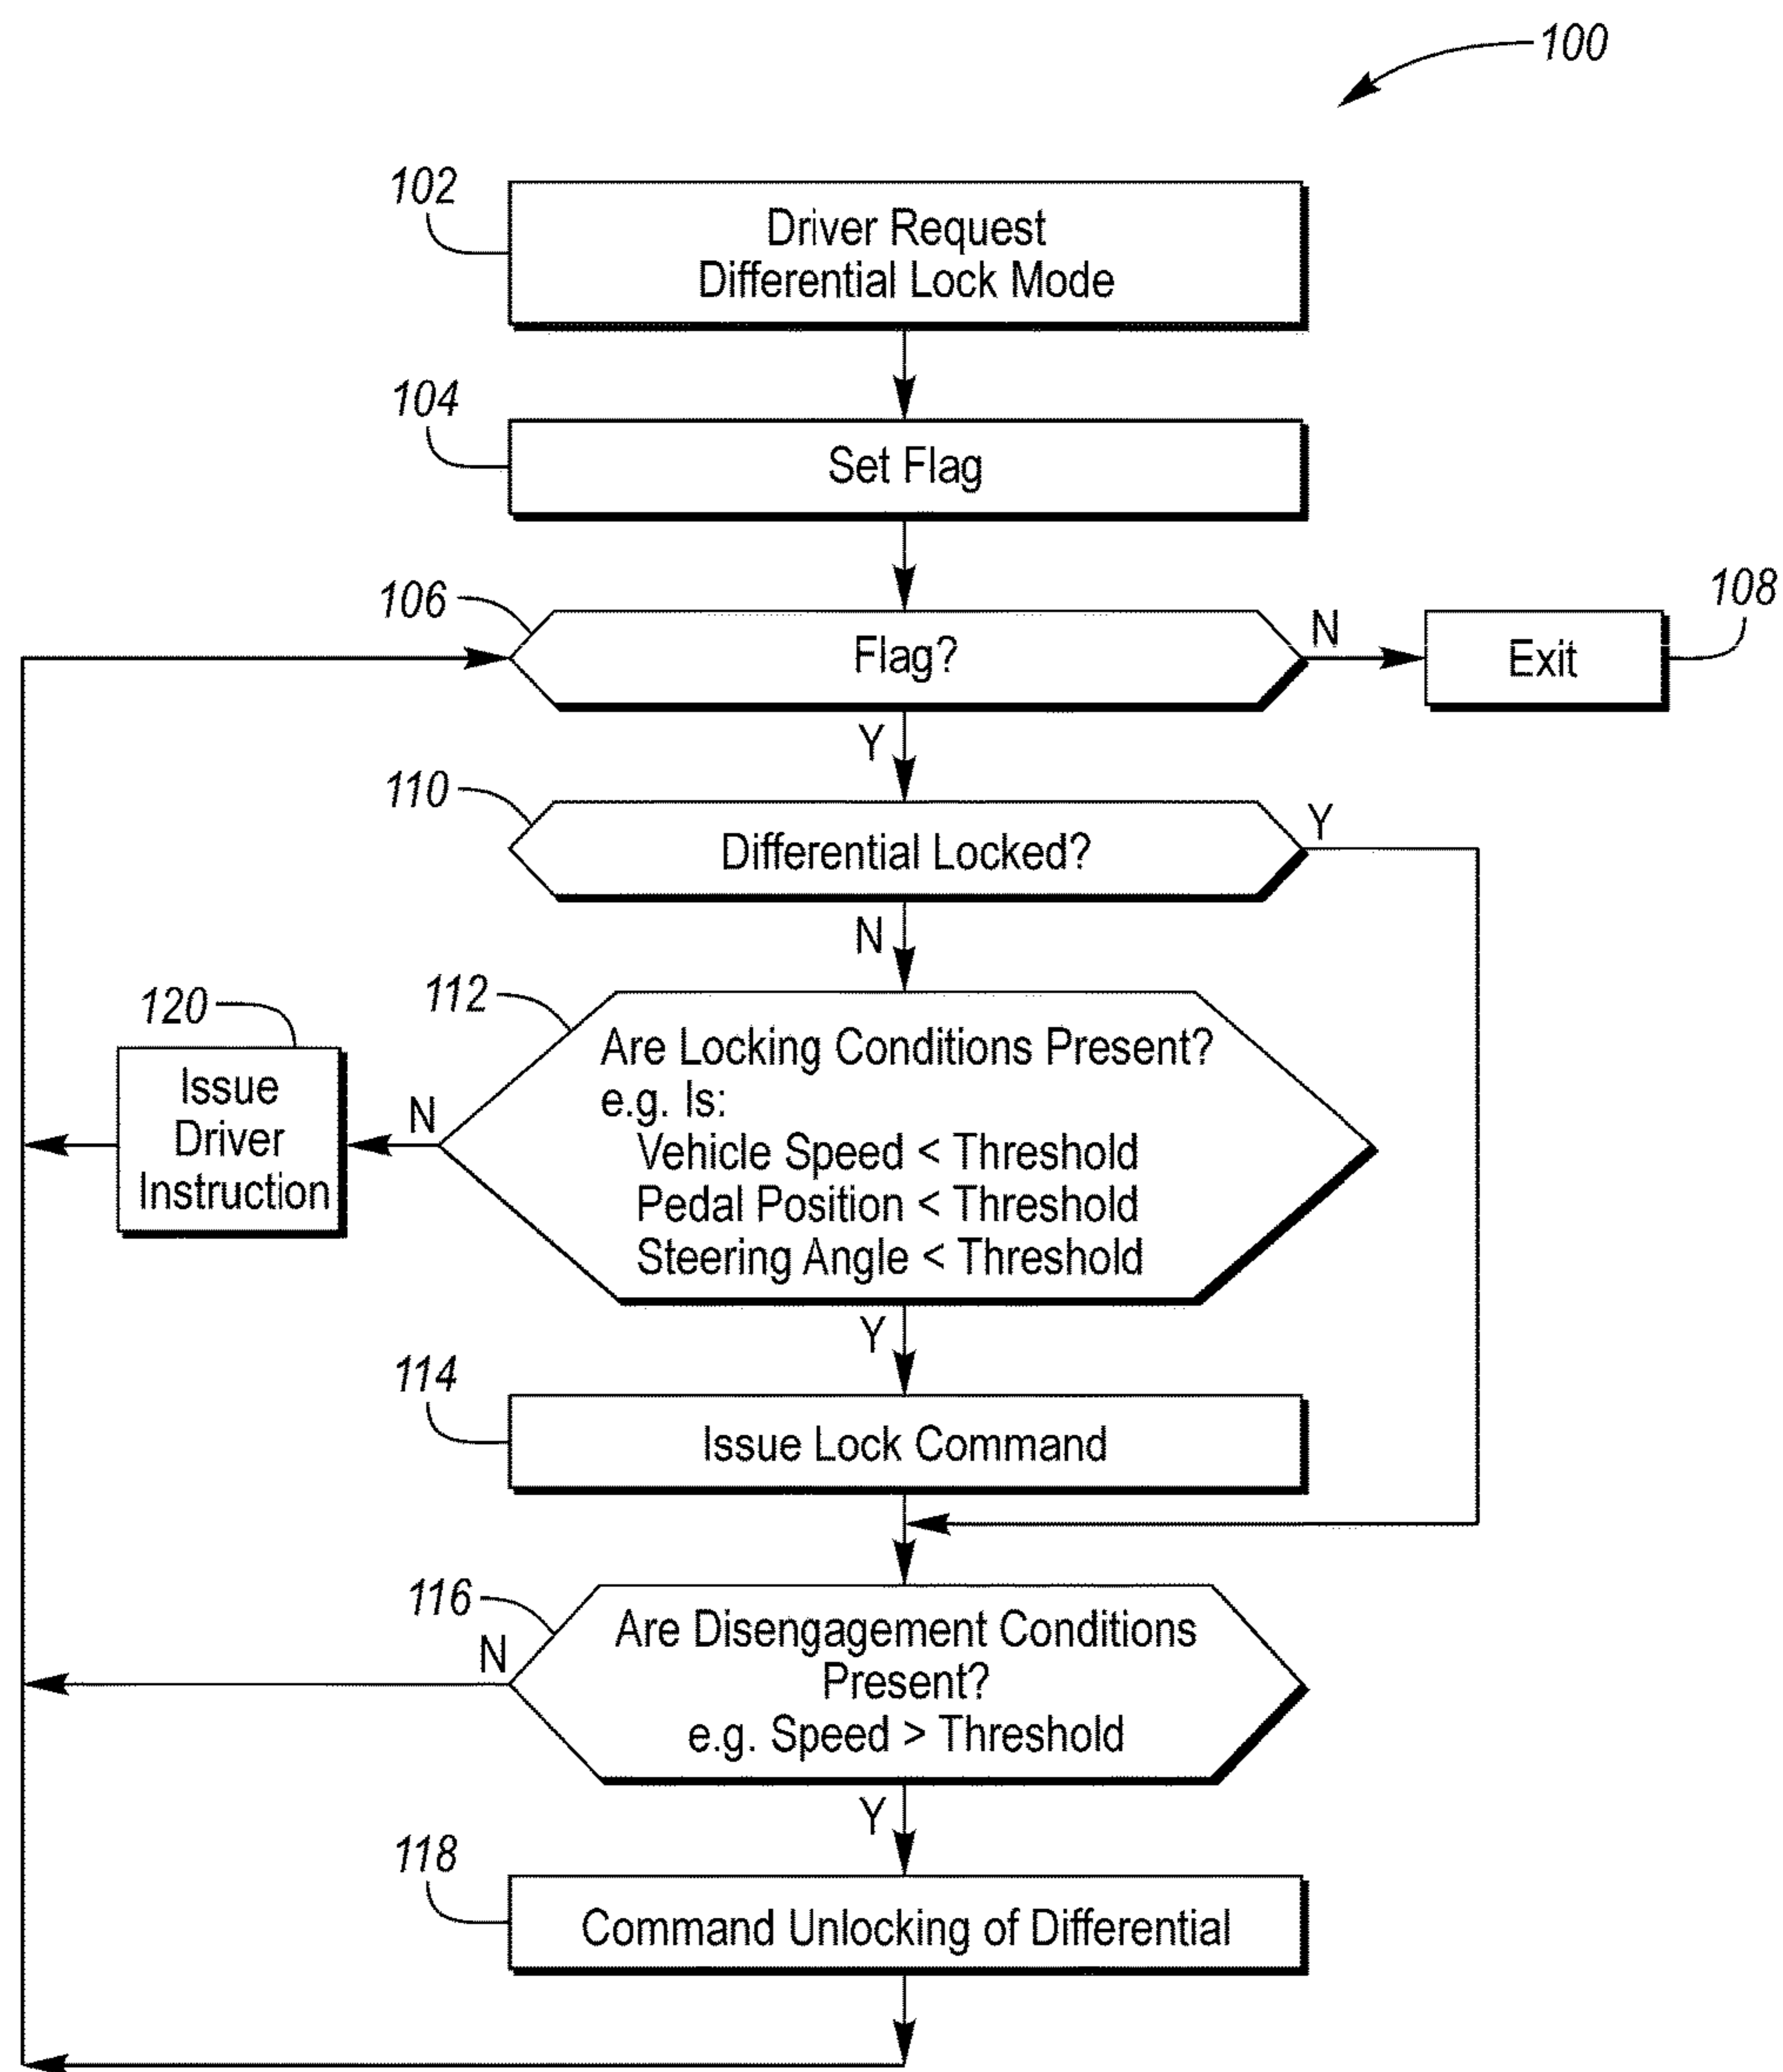 100
102
Driver Request
Differential Lock Mode
104
Set Flag
106
Flag?
N
Exit
108
Y
110
Differential Locked?
Y
N
112
Are Locking Conditions Present?
e.g. Is:
Vehicle Speed < Threshold
Pedal Position < Threshold
Steering Angle < Threshold
N
120
Issue
Driver
Instruction
Y
114
Issue Lock Command
116
Are Disengagement Conditions
Present?
e.g. Speed > Threshold
N
Y
118
Command Unlocking of Differential